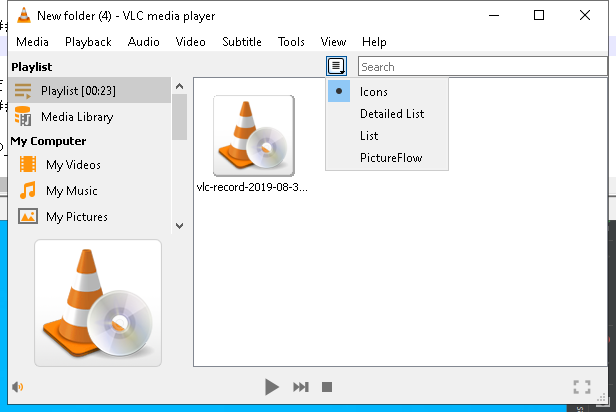 New folder (4) - VLC media player
Media Playback Audio Video Subtitle Tools View Help
Playlist
Search
Playlist [00:23]
Media Library
My Computer
My Videos
My Music
My Pictures
Icons
Detailed List
List
PictureFlow
vlc-record-2019-08-3...